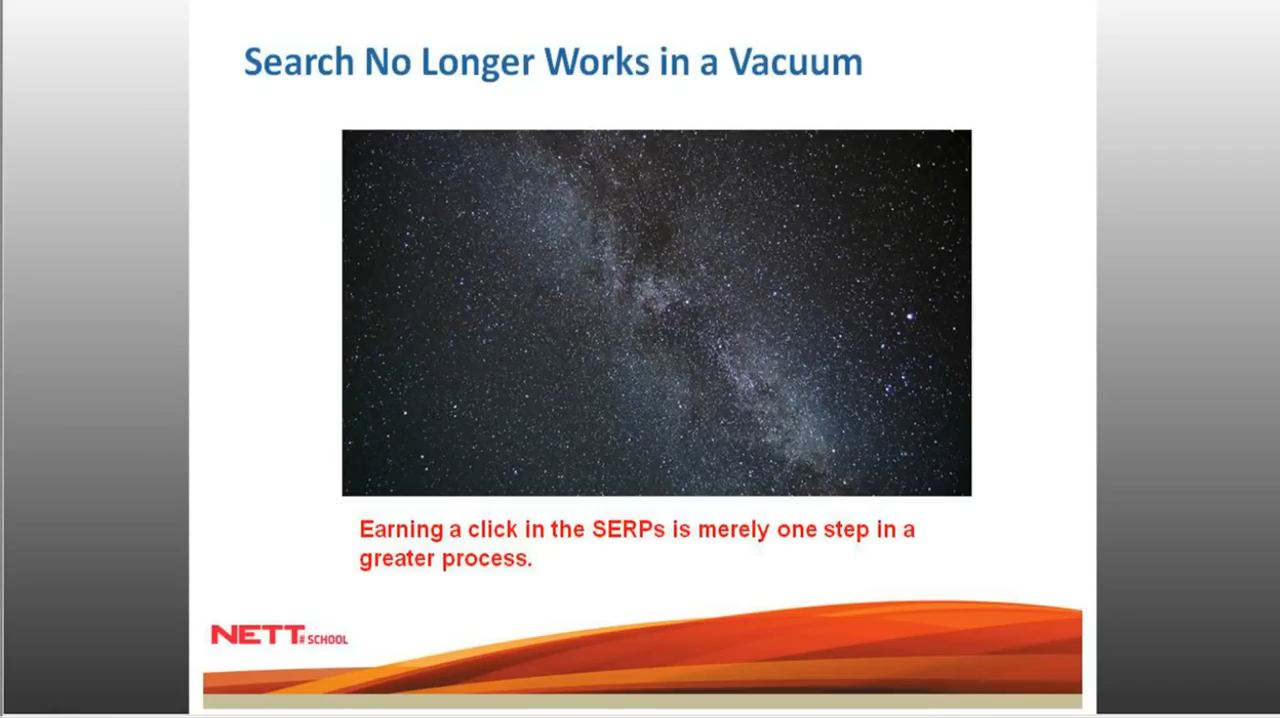 Search No Longer Works in a Vacuum
Earning a click in the SERPs is merely one step in a
greater process.
NETT# SCHOOL